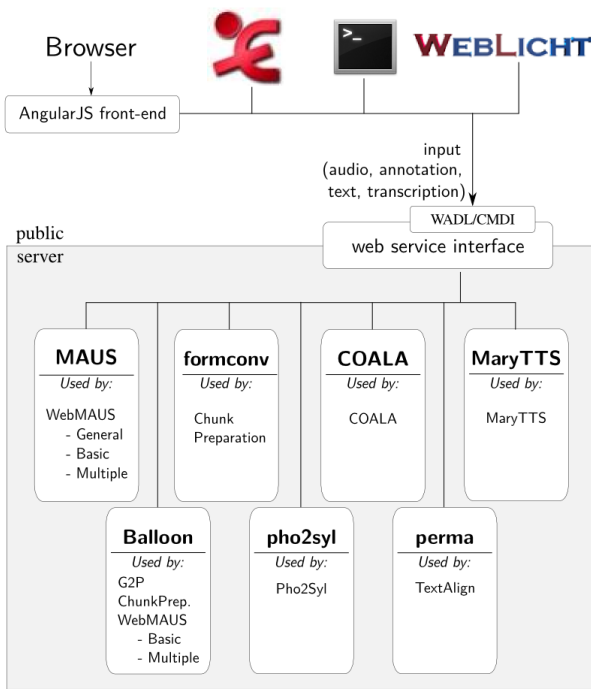 Browser
>_
WEBLICHT
AngularJS front-end
input
(audio, annotation,
text, transcription)
WADL/CMDI
web service interface
public
server
MAUS
Used by:
WebMAUS
- General
- Basic
- Multiple
formconv
Used by:
Chunk
Preparation
COALA
Used by:
COALA
MaryTTS
Used by:
MaryTTS
Balloon
Used by:
G2P
ChunkPrep.
WebMAUS
- Basic
- Multiple
pho2syl
Used by:
Pho2Syl
perma
Used by:
TextAlign